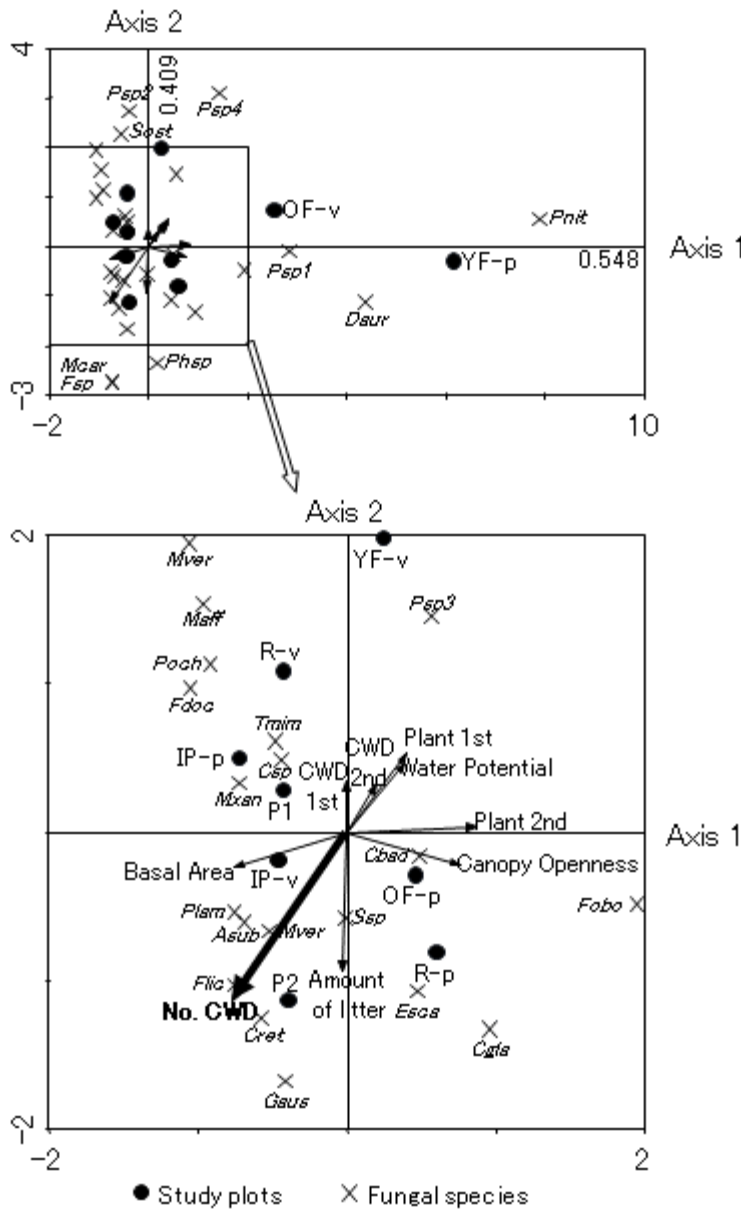 Axis 2
4
0.409
Psp2
Psp4
Sost
OF-v
Pnit
Axis 1
0.548
Psp1
YF-p
Daur
Mcar
Phsp
Fsp
-3
-2
10
Axis 2
2
YF-v
Mver
Maff
Psp3
R-v
Poch
Fdoc
Tmim
CWD
Plant 1st
IP-p
Csp
CWD
2nd
Water Potential
Mxan
1st
P1
Plant 2nd
Axis 1
Cbad
Basal Area
IP-v
Canopy Openness
OF-p
Fobo
Plam
Asub
Mver
Ssp
R-p
Flic
P2
Amount
No. CWD
of litter
Esca
Cret
Cgla
Gaus
-2
-2
2
Study plots
Fungal species